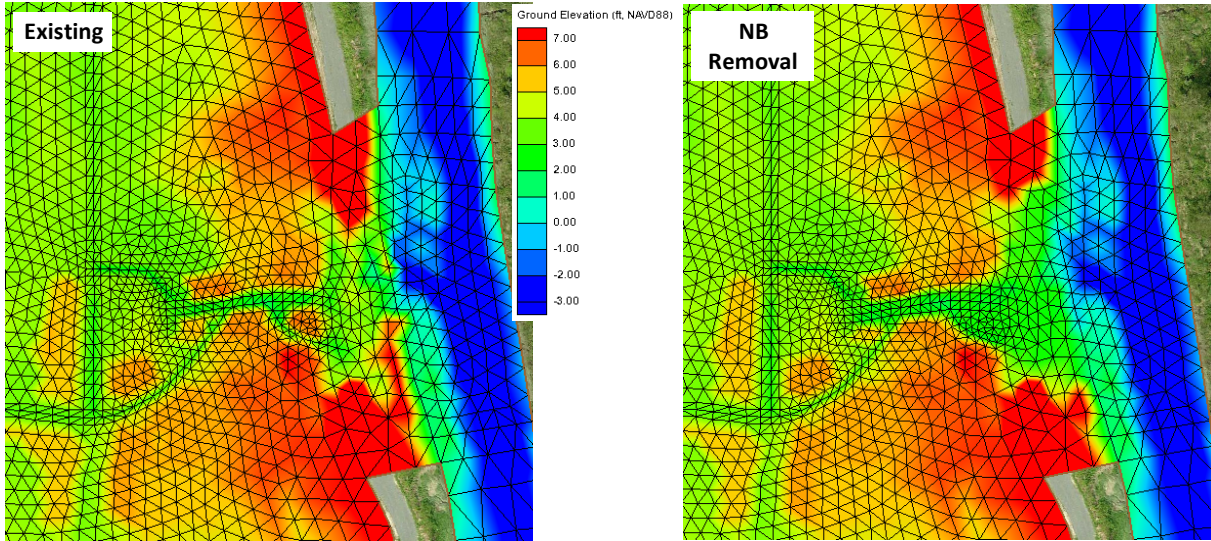 Existing
Ground Elevation (ft, NAVD88)
7.00
6.00
5.00
4.00
3.00
2.00
1.00
0.00
-1.00
-2.00
-3.00
NB
Removal